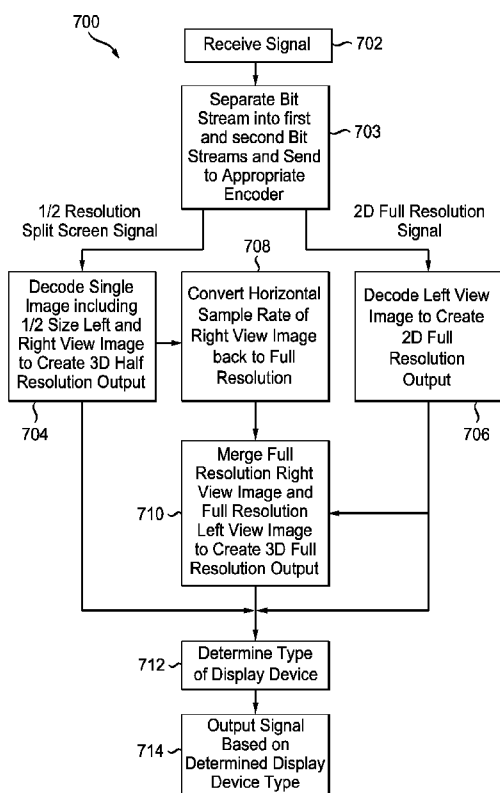 700
Receive Signal
702
Separate Bit
Stream into first
and second Bit
Streams and Send
to Appropriate
Encoder
703
1/2 Resolution
Split Screen Signal
708
2D Full Resolution
Signal
Decode Single
Image including
1/2 Size Left and
Right View Image
to Create 3D Half
Resolution Output
704
Convert Horizontal
Sample Rate of
Right View Image
back to Full
Resolution
Decode Left View
Image to Create
2D Full
Resolution
Output
706
710
Merge Full
Resolution Right
View Image and
Full Resolution
Left View Image
to Create 3D Full
Resolution Output
712
Determine Type
of Display Device
714
Output Signal
Based on
Determined Display
Device Type